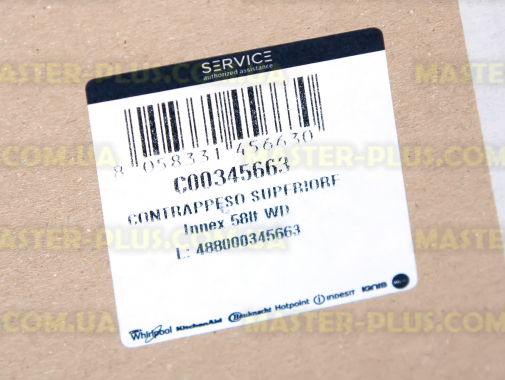 SERVICE
authorized assistance
8 058331 456630
C00345663
CONTRAPPESO SUPERIORE
Innex 580 WD
L: 488000345663
Whirlpool KitchenAid Bauknecht Hotpoint indesit IGNIS
MASTER-PLUS.COM.UA